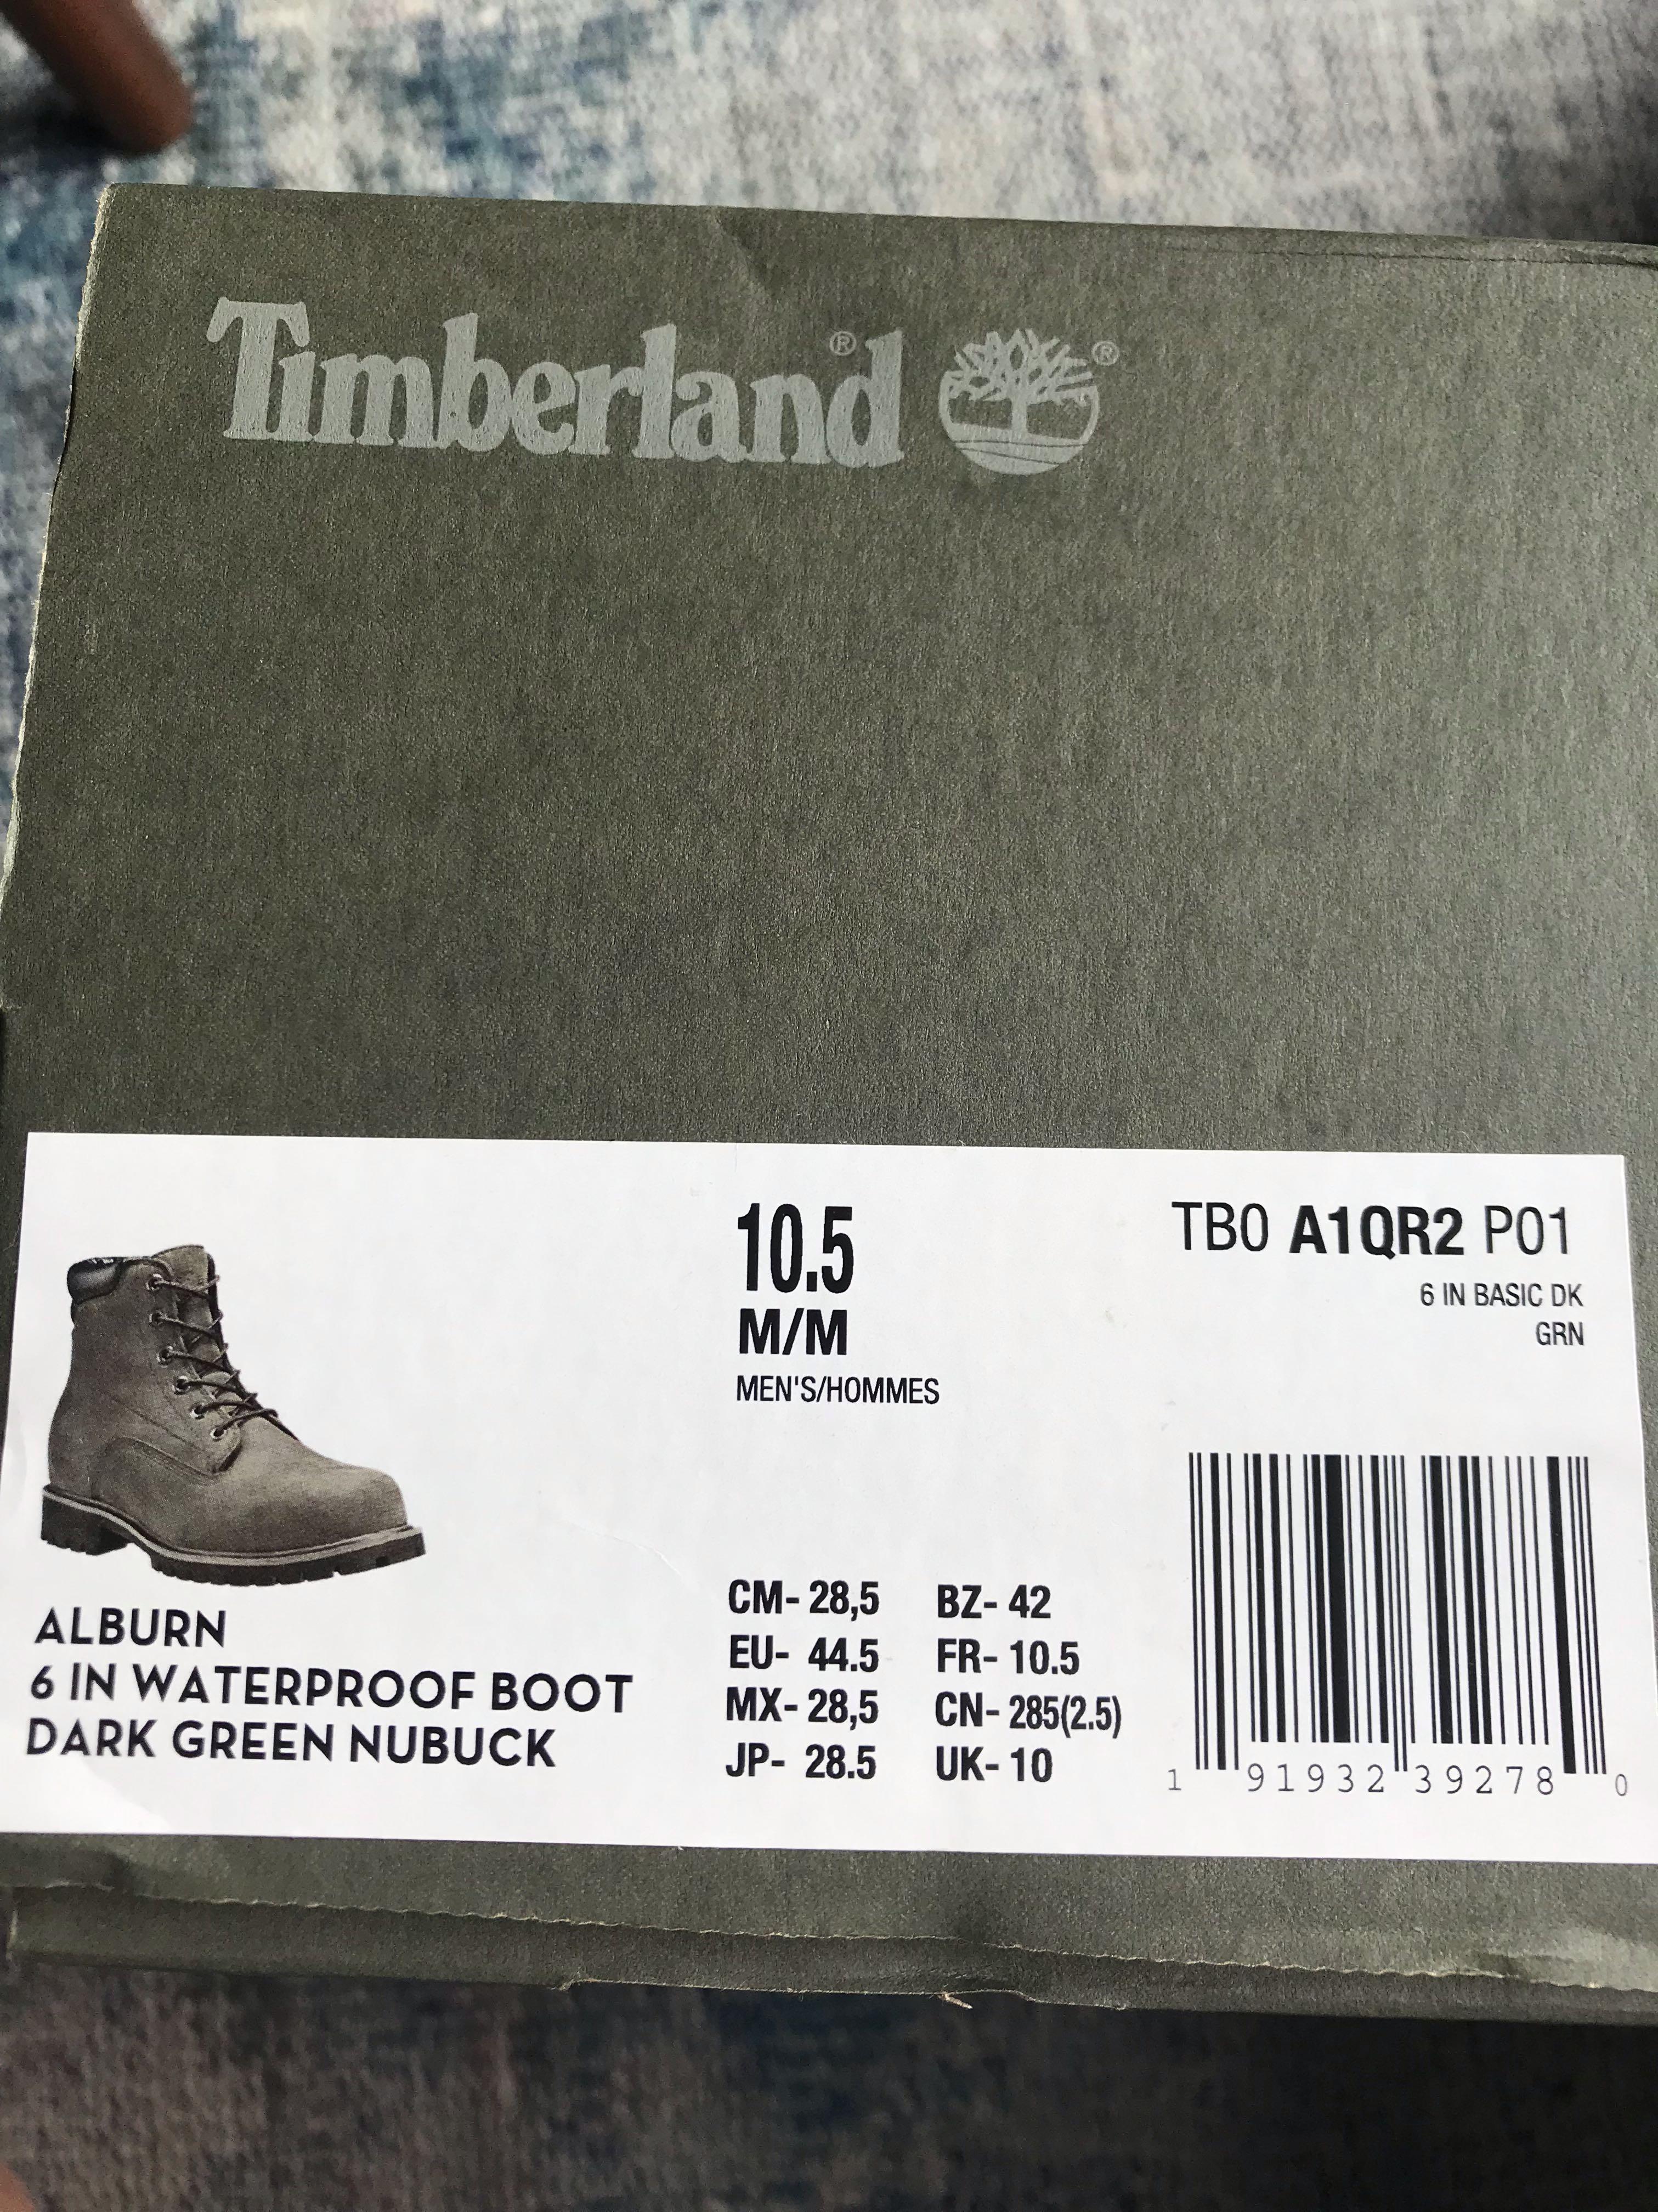 Timberland® ®
10.5
M/M
MEN'S/HOMMES
TB0 A1QR2 P01
6 IN BASIC DK
GRN
ALBURN
6 IN WATERPROOF BOOT
DARK GREEN NUBUCK
CM- 28,5 BZ- 42
EU- 44.5 FR- 10.5
MX- 28,5 CN- 285(2.5)
JP- 28.5 UK- 10
1 91932 39278 0